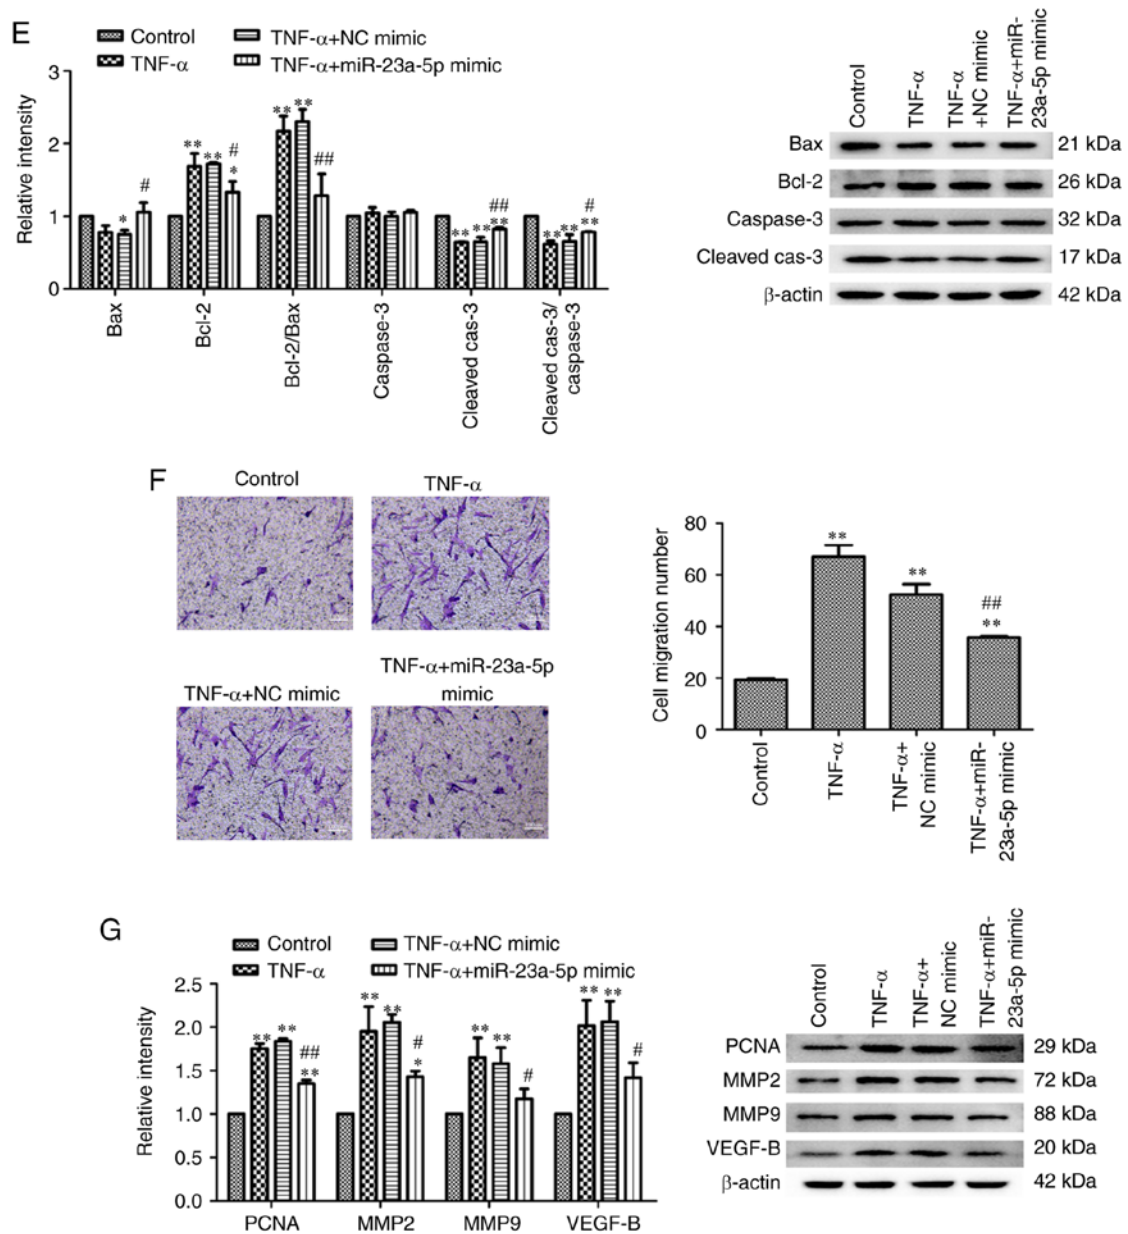 E
Control
TNF-α
TNF-α+NC mimic
TNF-α+miR-23a-5p mimic
Relative intensity
3
2
1
0
**
**
#
*
**
**
##
*
#
**
**
##
**
**
**
#
**
Bax
Bcl-2
Bcl-2/Bax
Caspase-3
Cleaved cas-3
Cleaved cas-3/
caspase-3
Control
TNF-α
TNF-α
+NC mimic
TNF-α+miR-
23a-5p mimic
Bax 21 kDa
Bcl-2 26 kDa
Caspase-3 32 kDa
Cleaved cas-3 17 kDa
β-actin 42 kDa
F
Control
TNF-α
TNF-α+NC mimic
TNF-α+miR-23a-5p
mimic
Cell migration number
80
60
40
20
0
**
**
##
**
Control
TNF-α
TNF-α+
NC mimic
TNF-α+miR-
23a-5p mimic
G
Control
TNF-α
TNF-α+NC mimic
TNF-α+miR-23a-5p mimic
Relative intensity
2.5
2.0
1.5
1.0
0.5
0.0
**
**
##
**
**
**
#
*
**
**
#
**
**
#
PCNA
MMP2
MMP9
VEGF-B
Control
TNF-α
TNF-α+
NC mimic
TNF-α+miR-
23a-5p mimic
PCNA 29 kDa
MMP2 72 kDa
MMP9 88 kDa
VEGF-B 20 kDa
β-actin 42 kDa